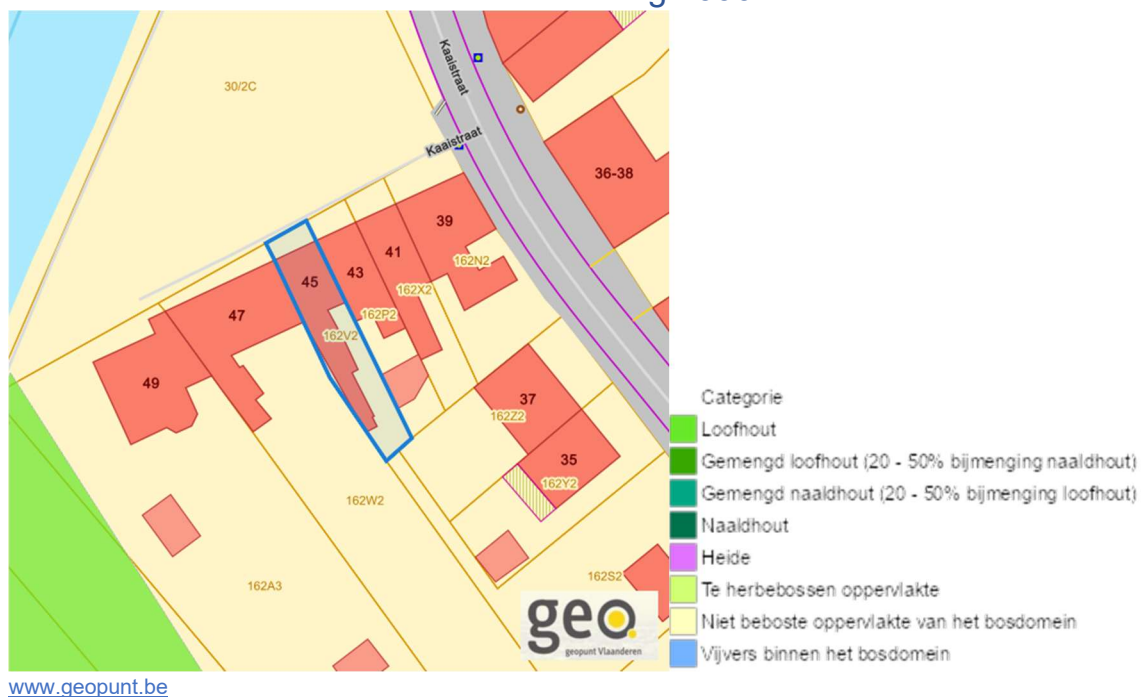 Kaaistraat
30/2C
Kaaistraat
36-38
39
41
162N2
43
45
162X2
47
162P2
162V2
49
37
162Z2
35
162Y2
162W2
162A3
162S2
geo.
geopunt Vlaanderen
Categorie
Loofhout
Gemengd loofhout (20 - 50% bijmenging naaldhout)
Gemengd naaldhout (20 - 50% bijmenging loofhout)
Naaldhout
Heide
Te herbebossen oppervlakte
Niet beboste oppervlakte van het bosdomein
Vijvers binnen het bosdomein
www.geopunt.be